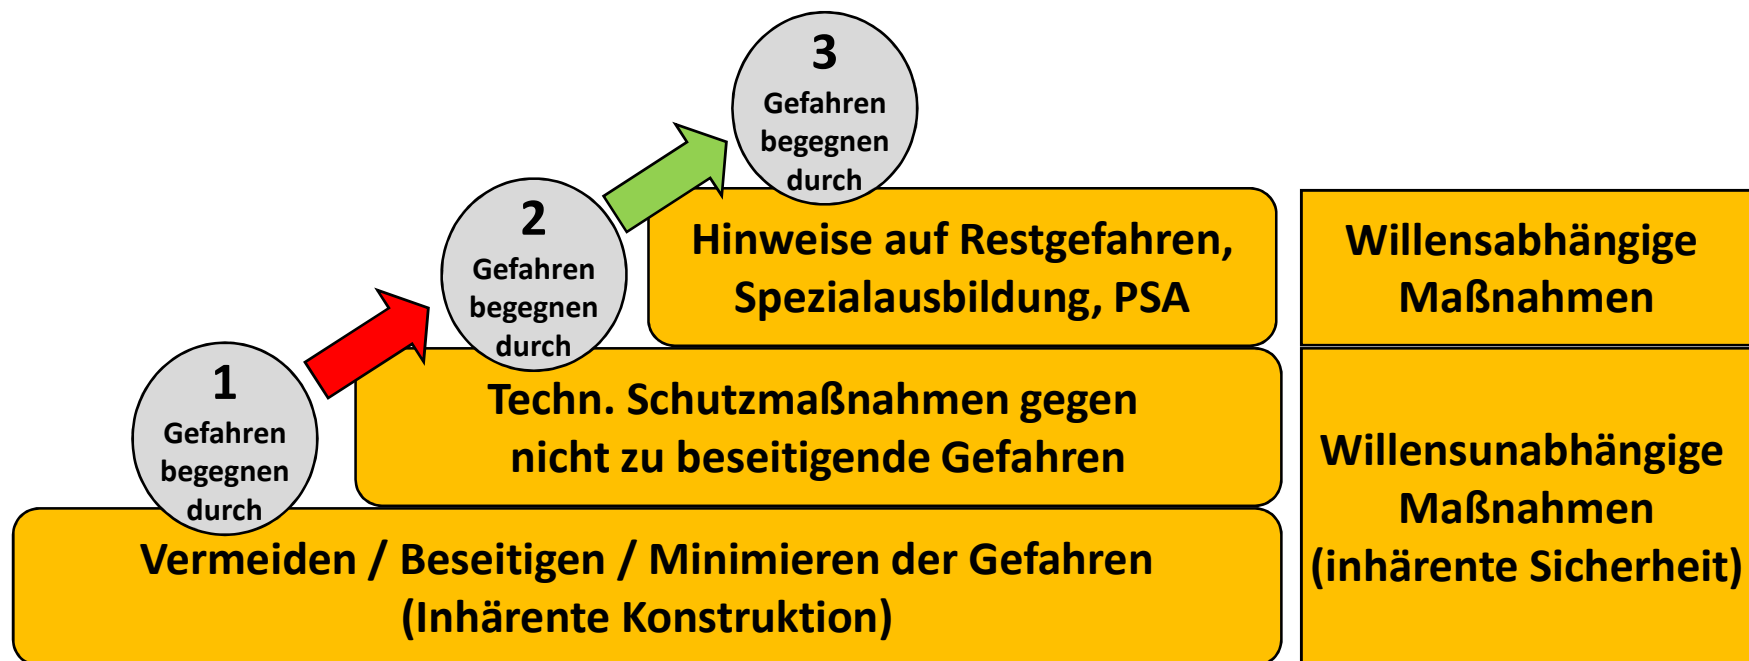 3
Gefahren
begegnen
durch
Hinweise auf Restgefahren,
Spezialausbildung, PSA
Willensabhängige
Maßnahmen
2
Gefahren
begegnen
durch
Techn. Schutzmaßnahmen gegen
nicht zu beseitigende Gefahren
Willensunabhängige
Maßnahmen
(inhärente Sicherheit)
1
Gefahren
begegnen
durch
Vermeiden / Beseitigen / Minimieren der Gefahren
(Inhärente Konstruktion)